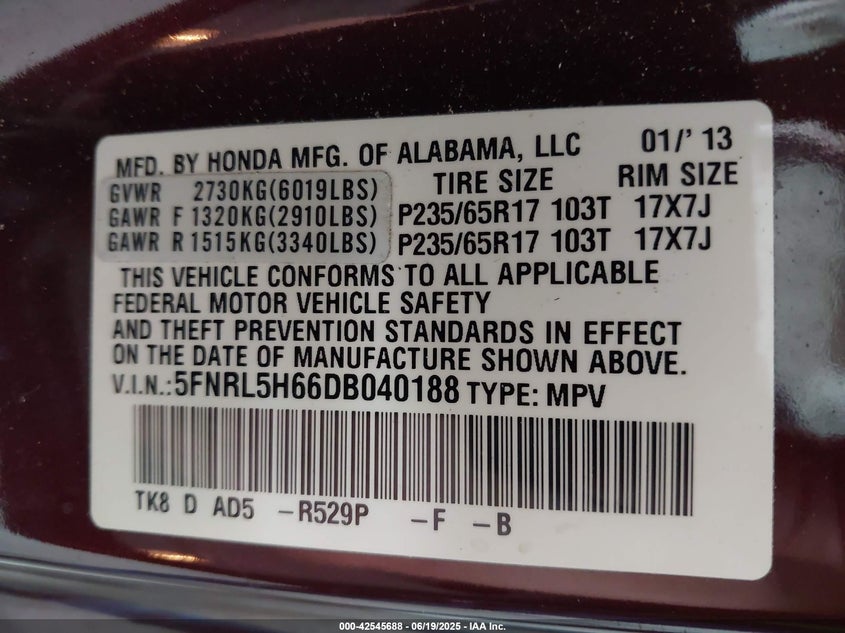 MFD. BY HONDA MFG. OF ALABAMA, LLC 01/' 13
GVWR 2730KG(6019LBS) TIRE SIZE RIM SIZE
GAWR F 1320KG(2910LBS) P235/65R17 103T 17X7J
GAWR R 1515KG(3340LBS) P235/65R17 103T 17X7J
THIS VEHICLE CONFORMS TO ALL APPLICABLE
FEDERAL MOTOR VEHICLE SAFETY
AND THEFT PREVENTION STANDARDS IN EFFECT
ON THE DATE OF MANUFACTURE SHOWN ABOVE.
V.I.N.:5FNRL5H66DB040188 TYPE: MPV
TK8 D AD5 -R529P -F -B
000-42545688 - 06/19/2025 - IAA Inc.